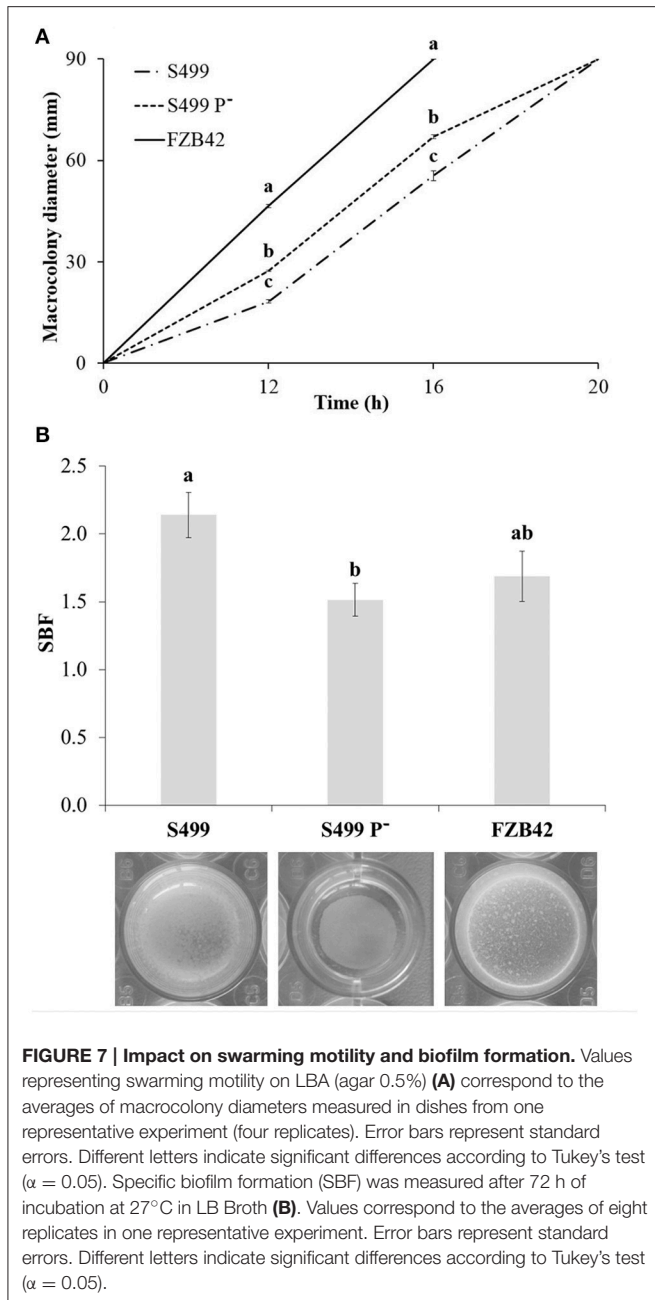 A
90
60
30
0
Macrocolony diameter (mm)
S499
S499 P-
FZB42
a
a
b
b
c
c
0
12
16
20
Time (h)
B
2.5
2.0
1.5
1.0
0.5
0.0
SBF
a
b
ab
S499
S499 P-
FZB42
FIGURE 7 | Impact on swarming motility and biofilm formation. Values
representing swarming motility on LBA (agar 0.5%) (A) correspond to the
averages of macrocolony diameters measured in dishes from one
representative experiment (four replicates). Error bars represent standard
errors. Different letters indicate significant differences according to Tukey's test
(α = 0.05). Specific biofilm formation (SBF) was measured after 72 h of
incubation at 27°C in LB Broth (B). Values correspond to the averages of eight
replicates in one representative experiment. Error bars represent standard
errors. Different letters indicate significant differences according to Tukey's test
(α = 0.05).